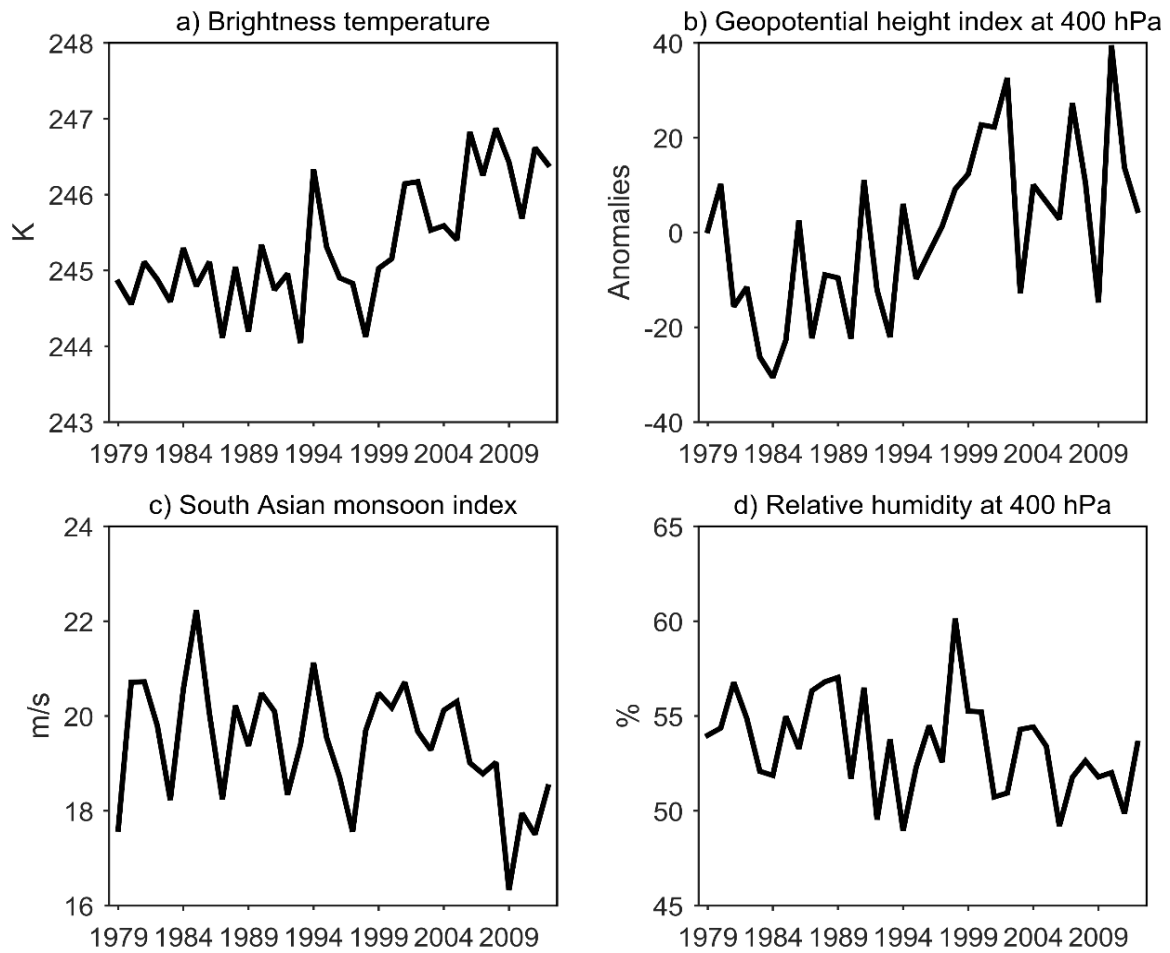 a) Brightness temperature
248
247
246
245
244
243
K
1979 1984 1989 1994 1999 2004 2009
b) Geopotential height index at 400 hPa
40
20
0
-20
-40
Anomalies
1979 1984 1989 1994 1999 2004 2009
c) South Asian monsoon index
24
22
20
18
16
m/s
1979 1984 1989 1994 1999 2004 2009
d) Relative humidity at 400 hPa
65
60
55
50
45
%
1979 1984 1989 1994 1999 2004 2009